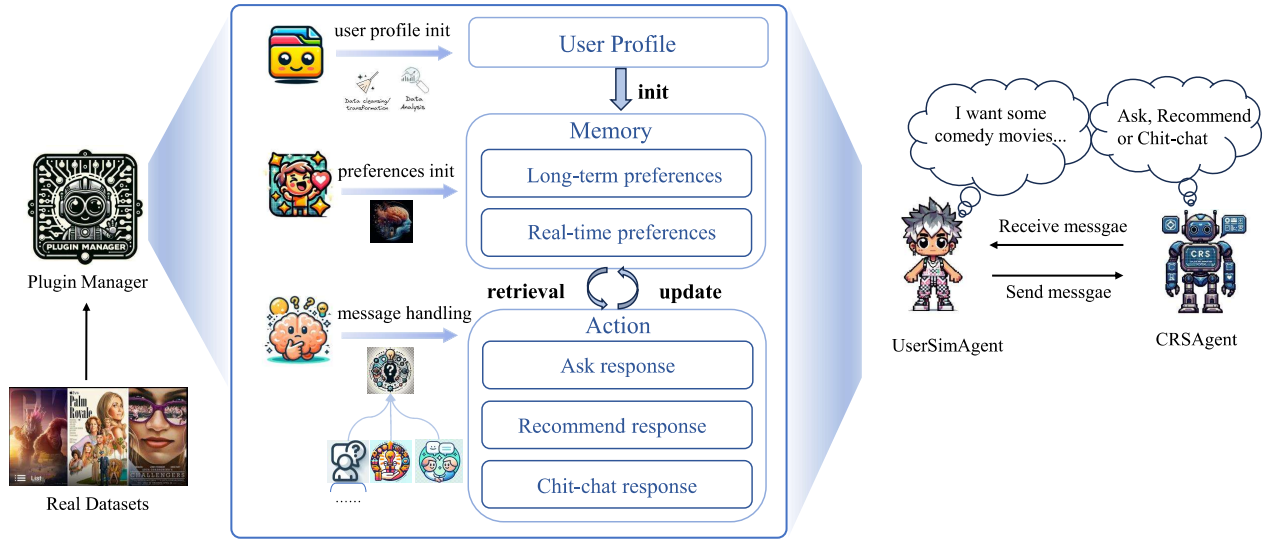 PLUGIN MANAGER
Plugin Manager
Palm
Royale
List
CHALLENGERS
Real Datasets
user profile init
Data cleansing/
transformation
Data
Analysis
User Profile
init
preferences init
Memory
Long-term preferences
Real-time preferences
retrieval
update
message handling
Action
Ask response
Recommend response
Chit-chat response
......
I want some
comedy movies...
Ask, Recommend
or Chit-chat
Receive messgae
Send messgae
CRS
UserSimAgent
CRSAgent